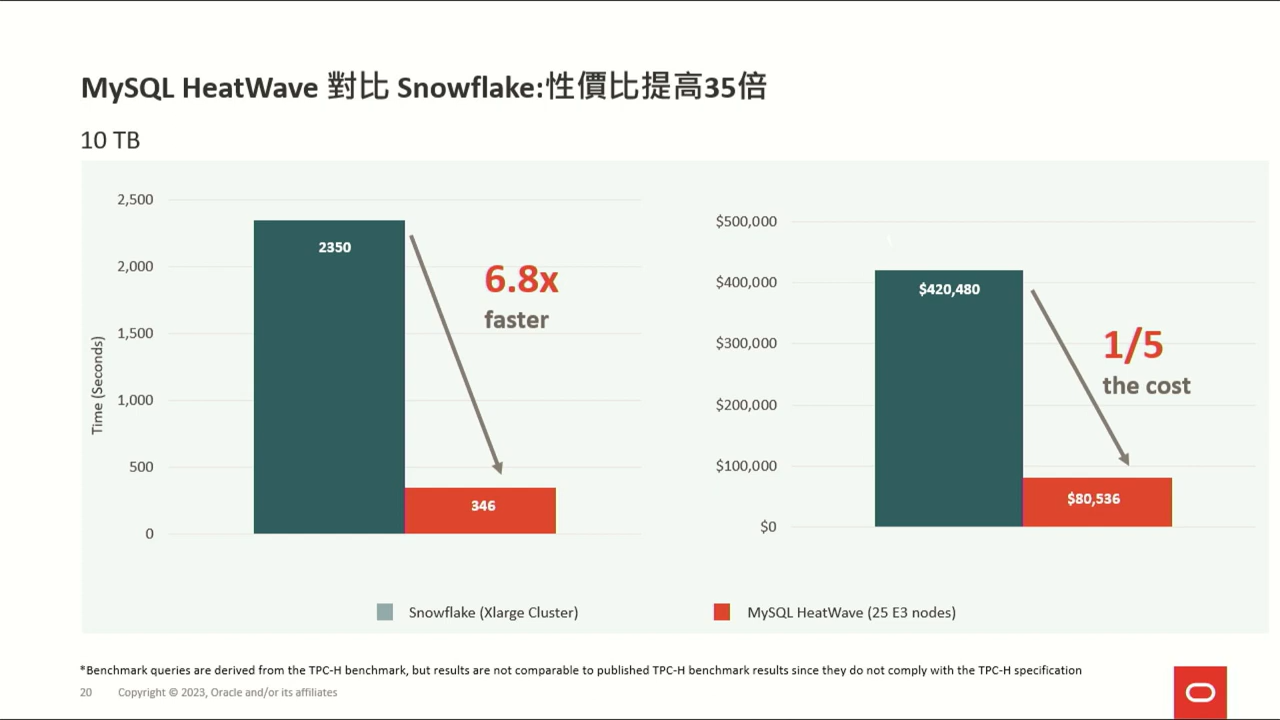 MySQL HeatWave 對比 Snowflake:性價比提高35倍
10 TB
Time (Seconds)
2,500
2,000
1,500
1,000
500
0
2350
346
6.8x
faster
$500,000
$400,000
$300,000
$200,000
$100,000
$0
$420,480
$80,536
1/5
the cost
Snowflake (Xlarge Cluster)
MySQL HeatWave (25 E3 nodes)
*Benchmark queries are derived from the TPC-H benchmark, but results are not comparable to published TPC-H benchmark results since they do not comply with the TPC-H specification
20 Copyright © 2023, Oracle and/or its affiliates